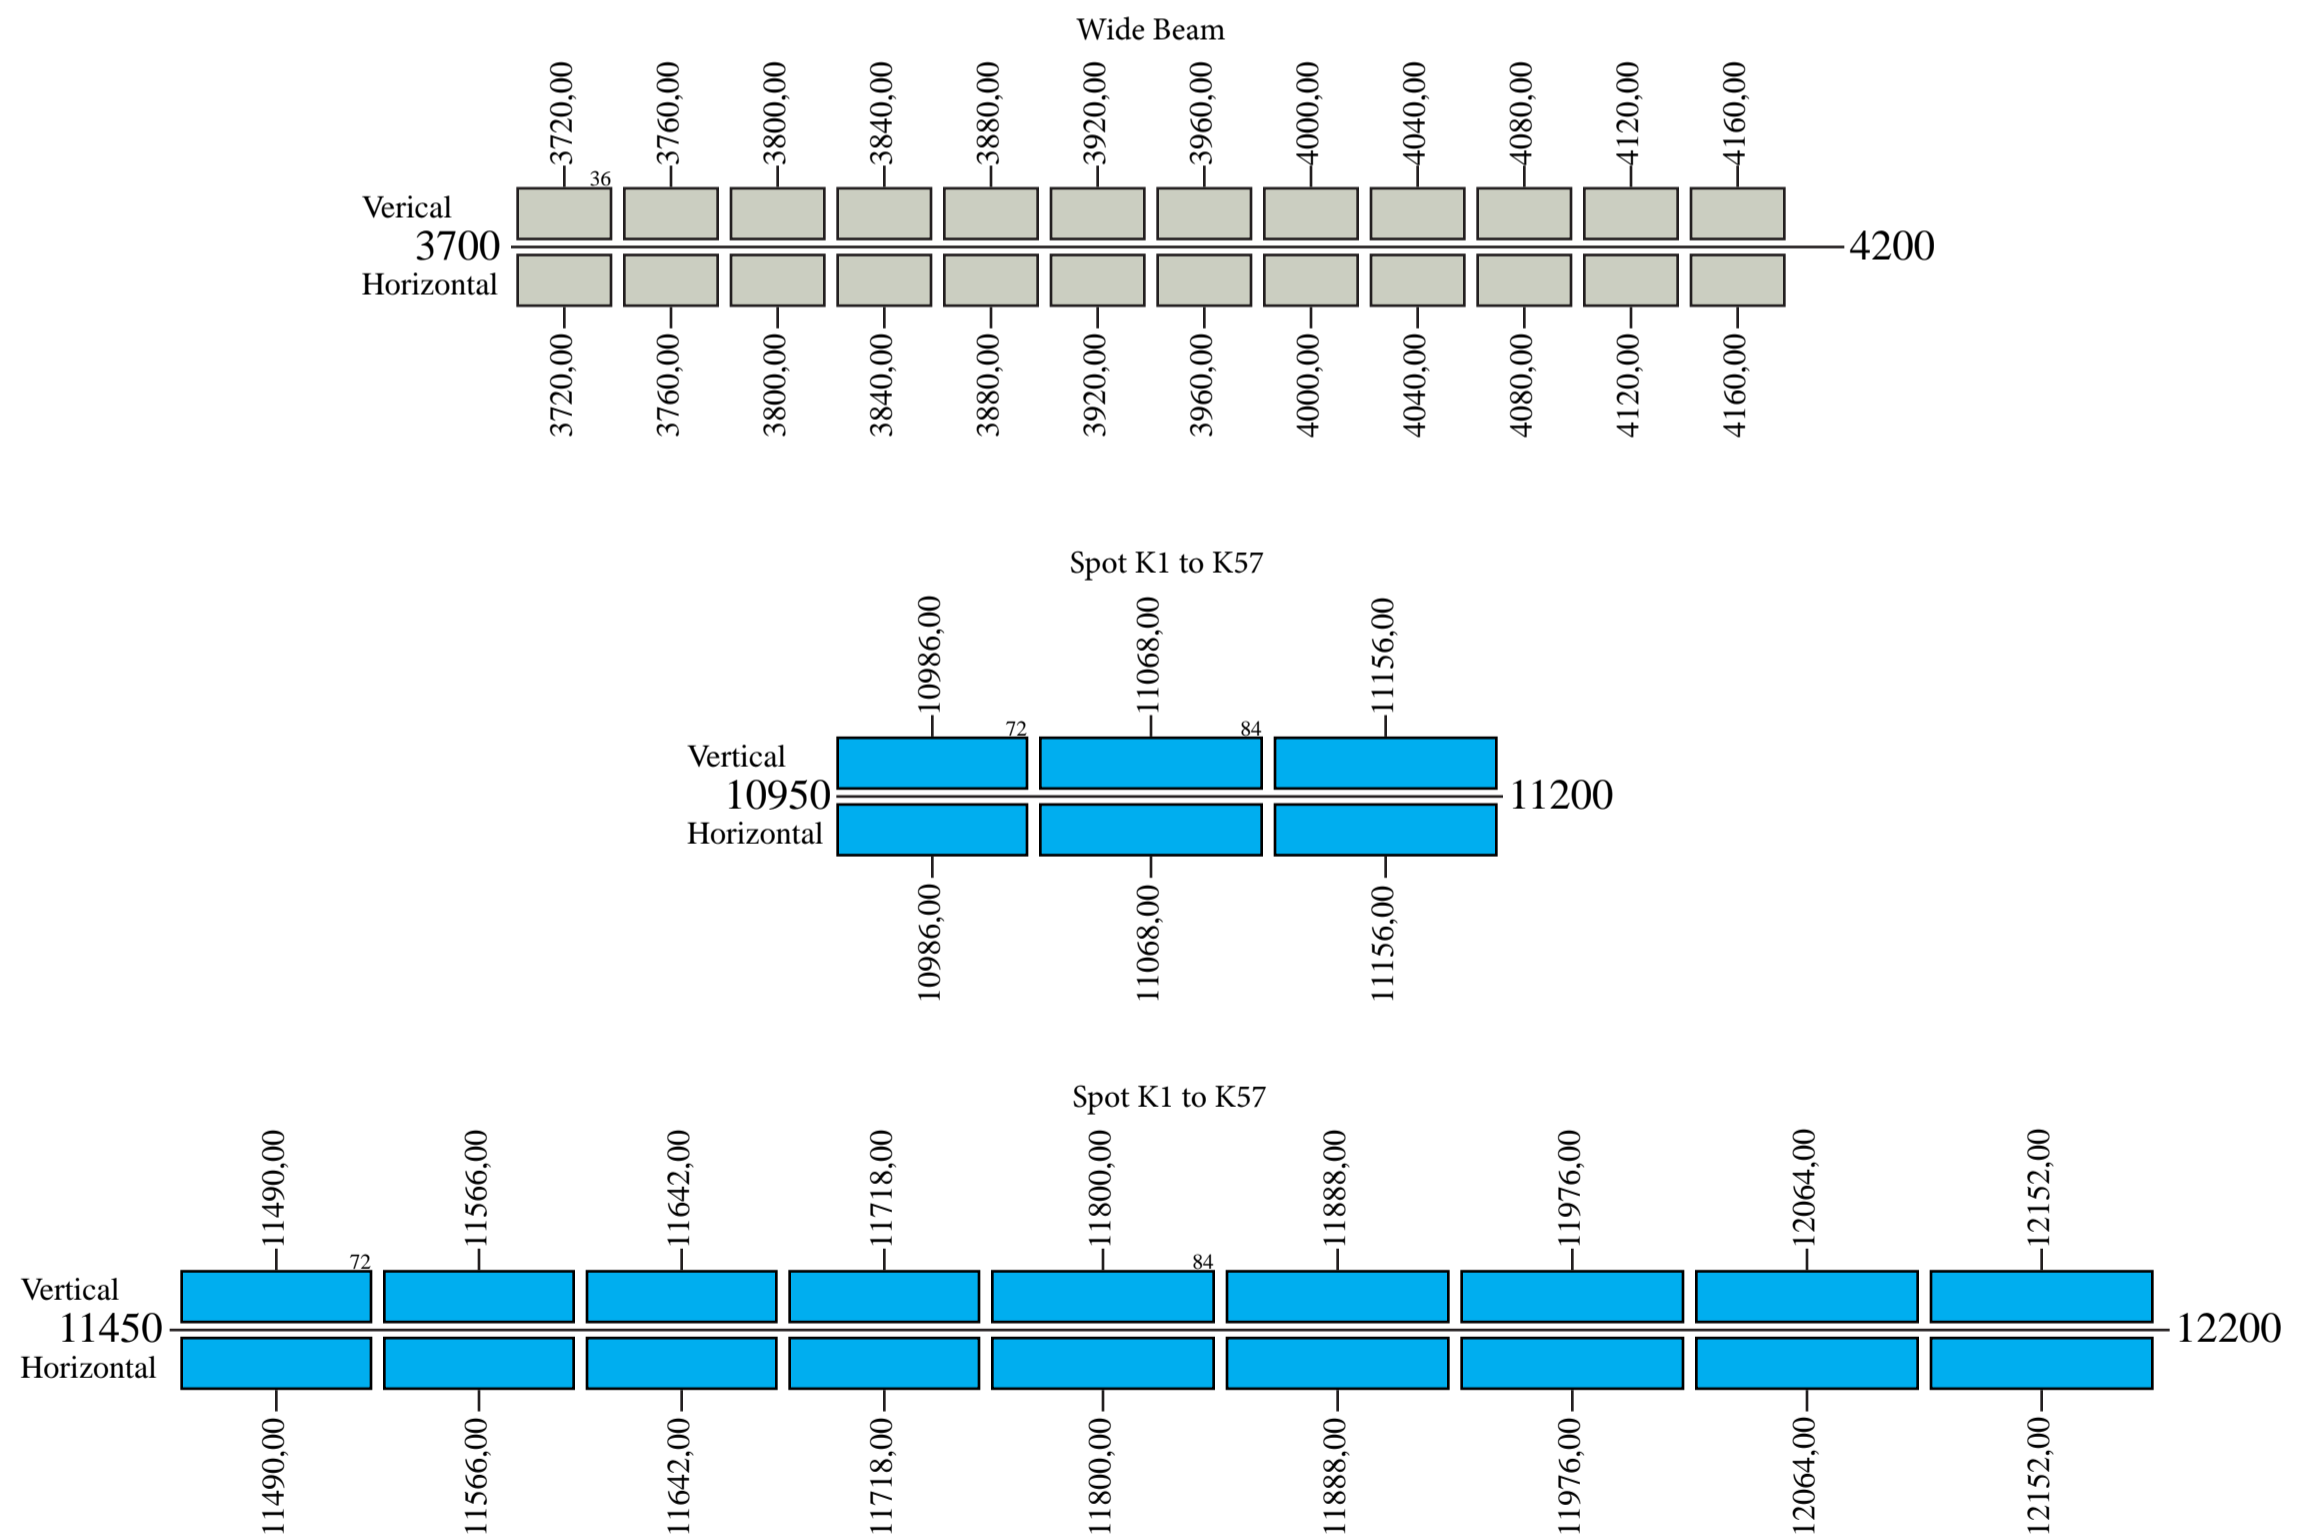 Wide Beam
3720,00 3760,00 3800,00 3840,00 3880,00 3920,00 3960,00 4000,00 4040,00 4080,00 4120,00 4160,00
36
Verical
3700 4200
Horizontal
3720,00 3760,00 3800,00 3840,00 3880,00 3920,00 3960,00 4000,00 4040,00 4080,00 4120,00 4160,00
Spot K1 to K57
10986,00 11068,00 11156,00
72 84
Vertical
10950 11200
Horizontal
10986,00 11068,00 11156,00
Spot K1 to K57
11490,00 11566,00 11642,00 11718,00 11800,00 11888,00 11976,00 12064,00 12152,00
72 84
Vertical
11450 12200
Horizontal
11490,00 11566,00 11642,00 11718,00 11800,00 11888,00 11976,00 12064,00 12152,00